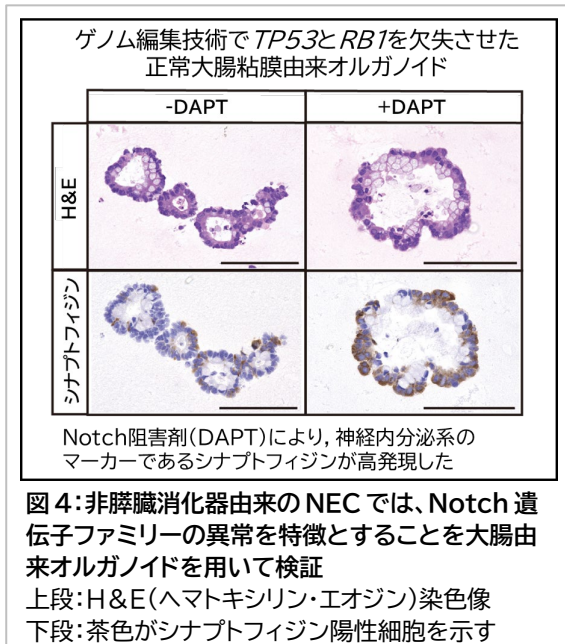 ゲノム編集技術でTP53とRB1を欠失させた
正常大腸粘膜由来オルガノイド
-DAPT
+DAPT
H&E
シナプトフィジン
Notch阻害剤(DAPT)により，神経内分泌系の
マーカーであるシナプトフィジンが高発現した
図4：非膵臓消化器由来のNECでは、Notch遺
伝子ファミリーの異常を特徴とすることを大腸由
来オルガノイドを用いて検証
上段：H&E(ヘマトキシリン・エオジン)染色像
下段：茶色がシナプトフィジン陽性細胞を示す